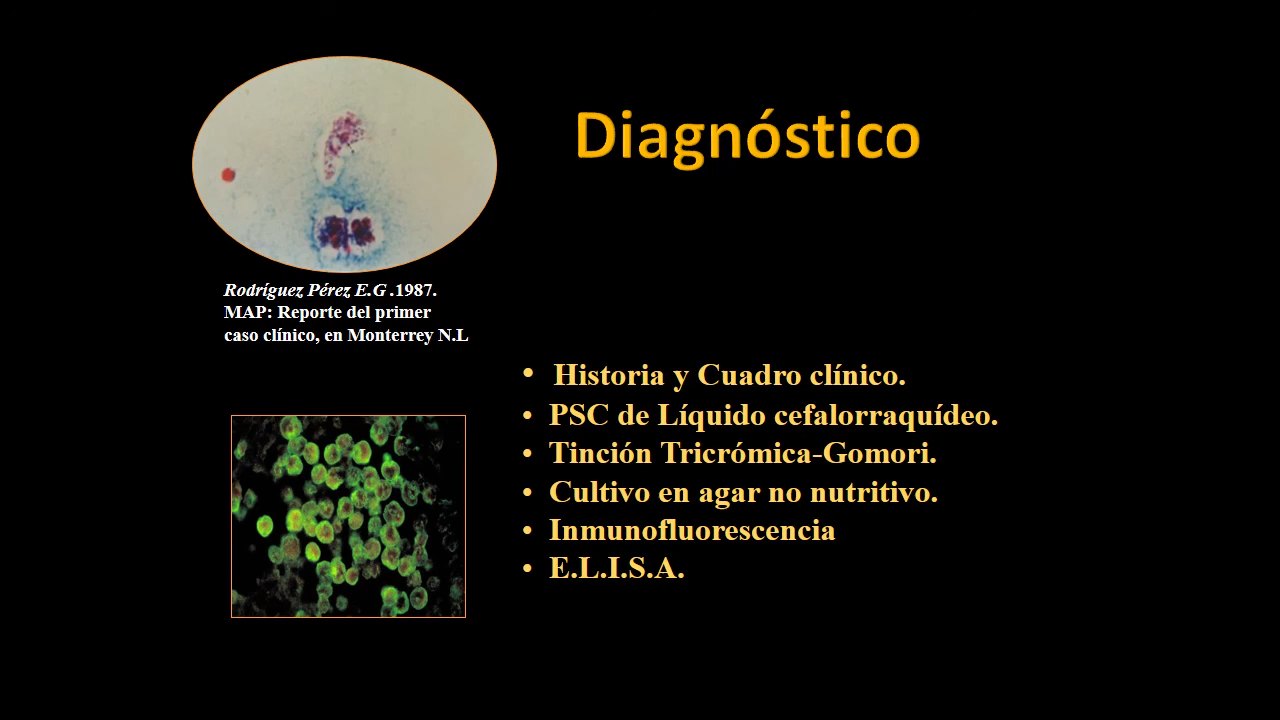 Diagnóstico
Rodríguez Pérez E.G .1987.
MAP: Reporte del primer
caso clínico, en Monterrey N.L
• Historia y Cuadro clínico.
• PSC de Líquido cefalorraquídeo.
• Tinción Tricrómica-Gomori.
• Cultivo en agar no nutritivo.
• Inmunofluorescencia
• E.L.I.S.A.